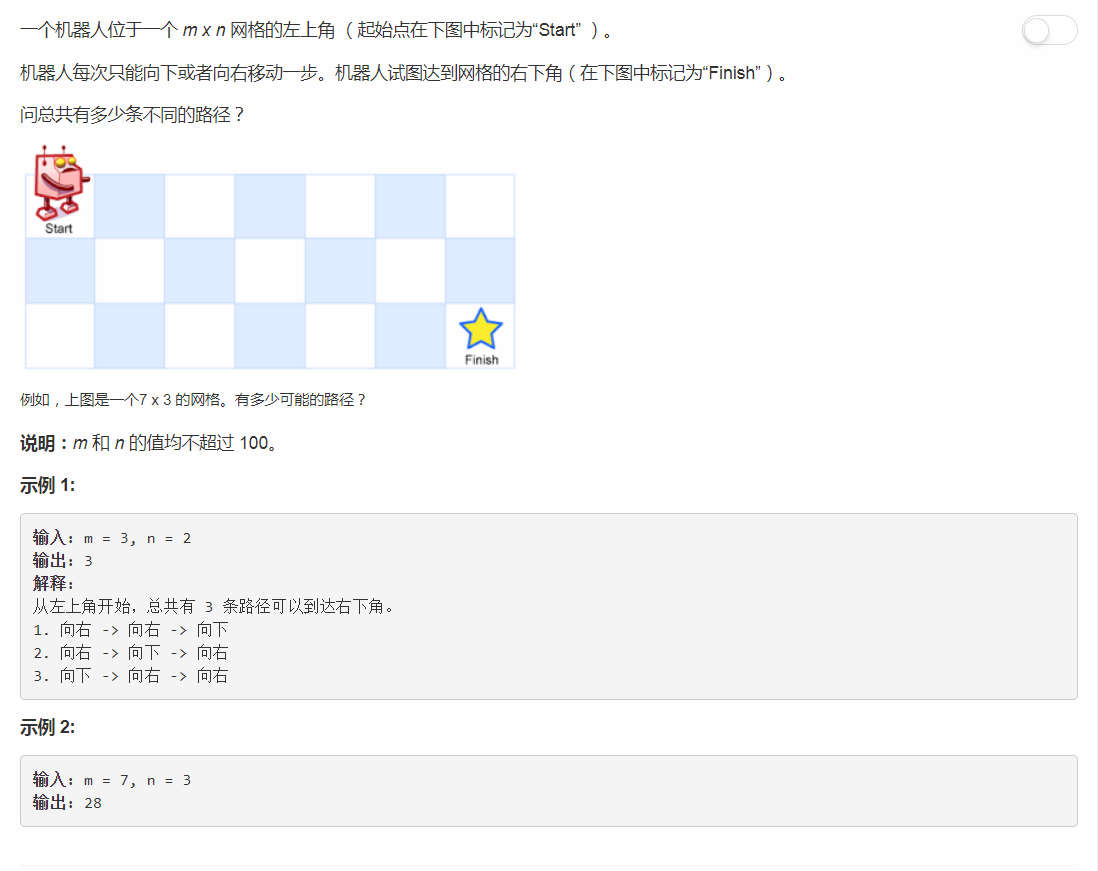 一个机器人位于一个 m x n 网格的左上角 （起始点在下图中标记为“Start” ）。
机器人每次只能向下或者向右移动一步。机器人试图达到网格的右下角（在下图中标记为“Finish”）。
问总共有多少条不同的路径？
Start
Finish
例如，上图是一个7 x 3 的网格。有多少可能的路径？
说明：m 和 n 的值均不超过 100。
示例 1:
输入: m = 3, n = 2
输出: 3
解释:
从左上角开始，总共有 3 条路径可以到达右下角。
1. 向右 -> 向右 -> 向下
2. 向右 -> 向下 -> 向右
3. 向下 -> 向右 -> 向右
示例 2:
输入: m = 7, n = 3
输出: 28